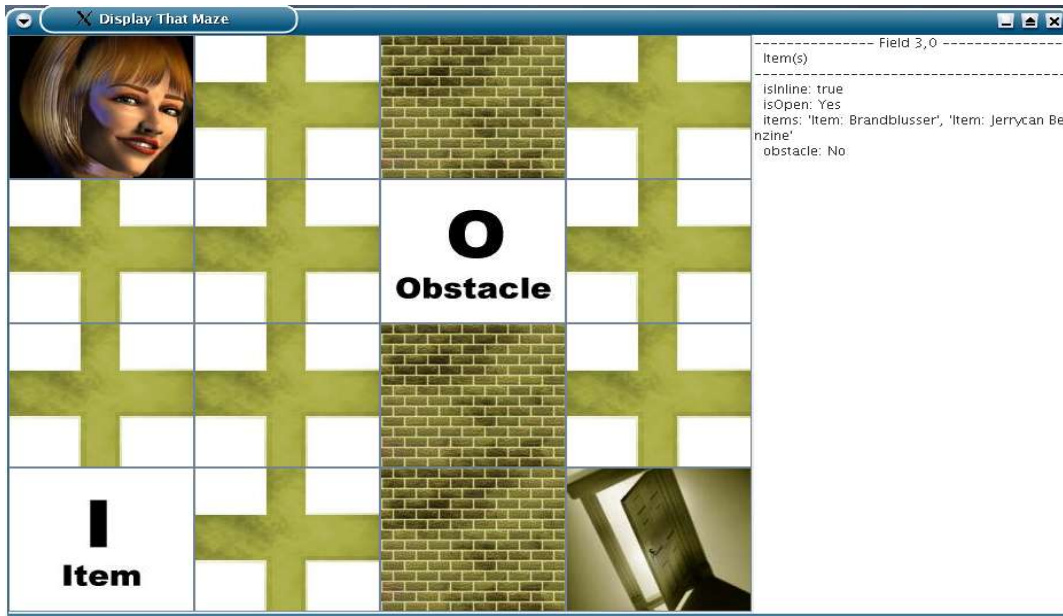 Display That Maze
--------------- Field 3,0 ---------------
Item(s)
-----------------------------------------
isInline: true
isOpen: Yes
items: 'Item: Brandblusser', 'Item: Jerrycan Be
nzine'
obstacle: No
O
Obstacle
I
Item